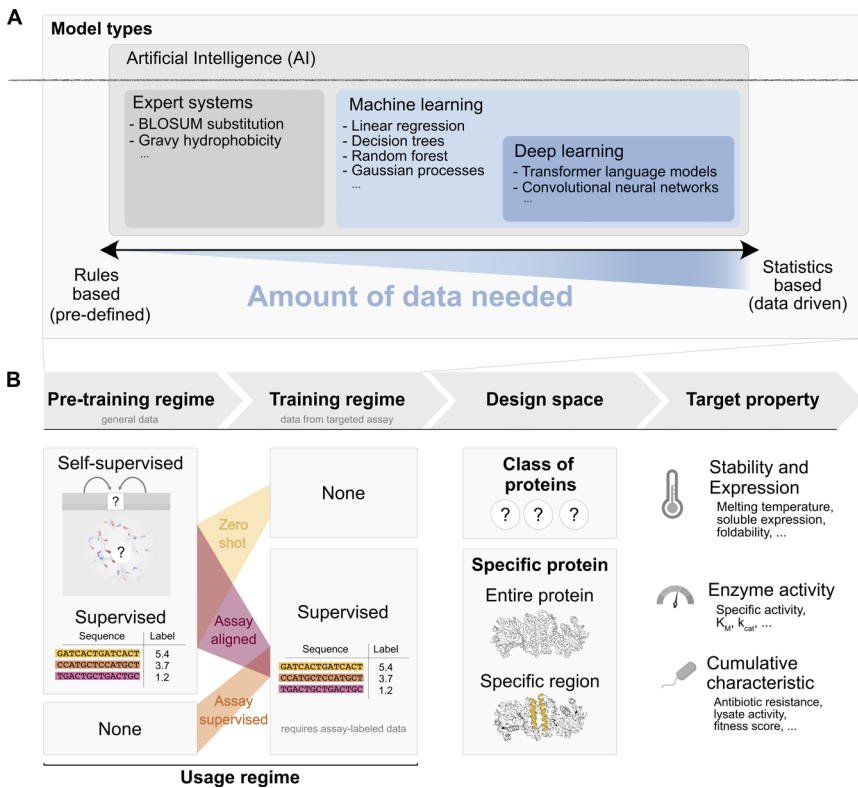 A
Model types
Artificial Intelligence (AI)
Expert systems
- BLOSUM substitution
- Gravy hydrophobicity
...
Machine learning
- Linear regression
- Decision trees
- Random forest
- Gaussian processes
...
Deep learning
- Transformer language models
- Convolutional neural networks
...
Rules
based
(pre-defined)
Amount of data needed
Statistics
based
(data driven)
B
Pre-training regime
general data
Training regime
data from targeted assay
Design space
Target property
Self-supervised
?
?
Supervised
Sequence Label
GATCACTGATCACT 5.4
CCATGCTCCATGCT 3.7
TGACTGCTGACTGC 1.2
None
Zero
shot
Assay
aligned
Assay
supervised
None
Supervised
Sequence Label
GATCACTGATCACT 5.4
CCATGCTCCATGCT 3.7
TGACTGCTGACTGC 1.2
requires assay-labeled data
Usage regime
Class of
proteins
? ? ?
Specific protein
Entire protein
Specific region
Stability and
Expression
Melting temperature,
soluble expression,
foldability, ...
Enzyme activity
Specific activity,
K_M, k_cat, ...
Cumulative
characteristic
Antibiotic resistance,
lysate activity,
fitness score, ...